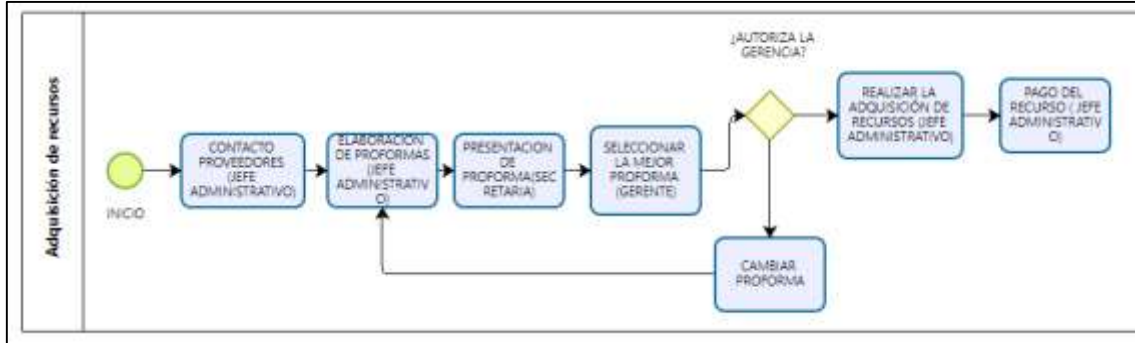 Adquisición de recursos
INICIO
CONTACTO
PROVEEDORES
(JEFE
ADMINISTRATIVO)
ELABORACION
DE PROFORMAS
(JEFE
ADMINISTRATIV
O)
PRESENTACION
DE
PROFORMA(SEC
RETARIA)
SELECCIONAR
LA MEJOR
PROFORMA
(GERENTE)
¿AUTORIZA LA
GERENCIA?
REALIZAR LA
ADQUISICIÓN DE
RECURSOS (JEFE
ADMINISTRATIVO)
PAGO DEL
RECURSO ( JEFE
ADMINISTRATIV
O)
CAMBIAR
PROFORMA